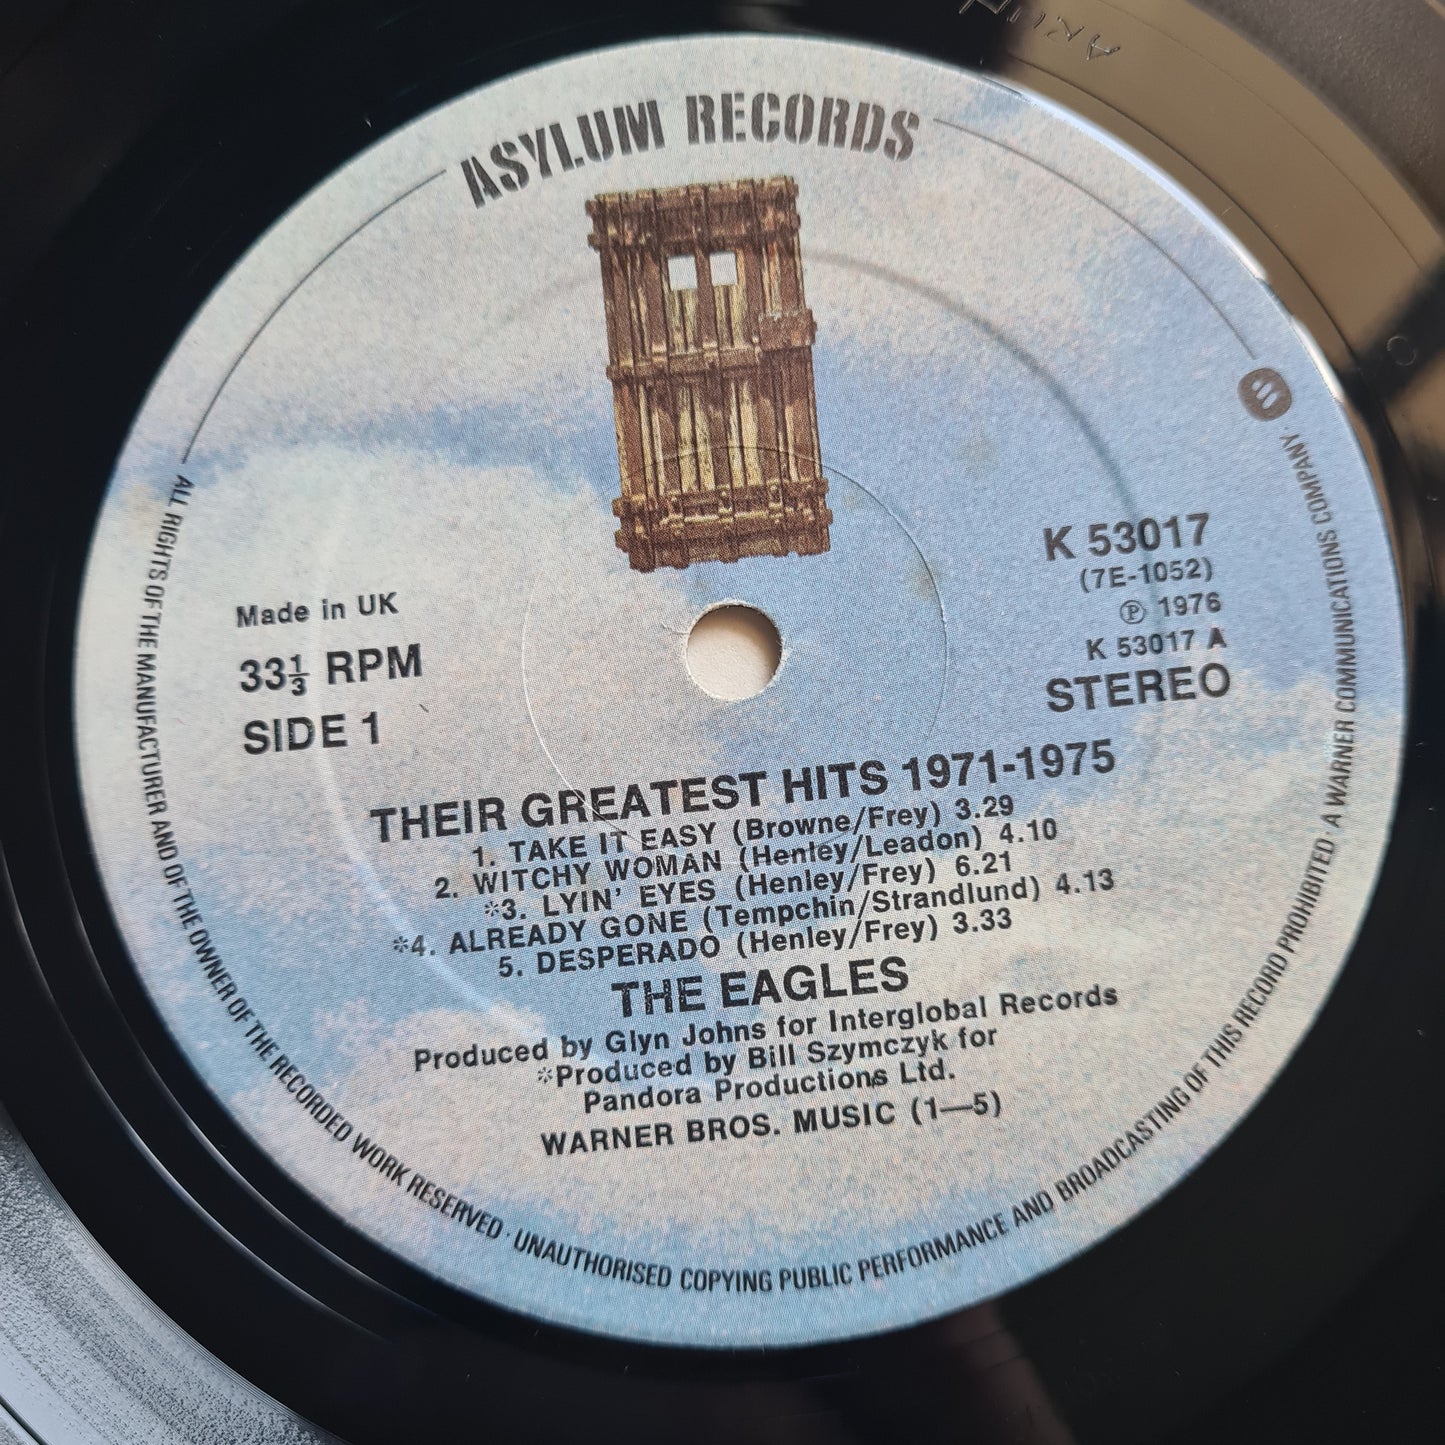 ASYLUM RECORDS
K 53017
(7E-1052)
Ⓟ 1976
K 53017 A
STEREO
Made in UK
33⅓ RPM
SIDE 1
THEIR GREATEST HITS 1971-1975
1. TAKE IT EASY (Browne/Frey) 3.29
2. WITCHY WOMAN (Henley/Leadon) 4.10
*3. LYIN' EYES (Henley/Frey) 6.21
*4. ALREADY GONE (Tempchin/Strandlund) 4.13
5. DESPERADO (Henley/Frey) 3.33
THE EAGLES
Produced by Glyn Johns for Interglobal Records
*Produced by Bill Szymczyk for
Pandora Productions Ltd.
WARNER BROS. MUSIC (1—5)
ALL RIGHTS OF THE MANUFACTURER AND OF THE OWNER OF THE RECORDED WORK RESERVED · UNAUTHORISED COPYING PUBLIC PERFORMANCE AND BROADCASTING OF THIS RECORD PROHIBITED · A WARNER COMMUNICATIONS COMPANY ·